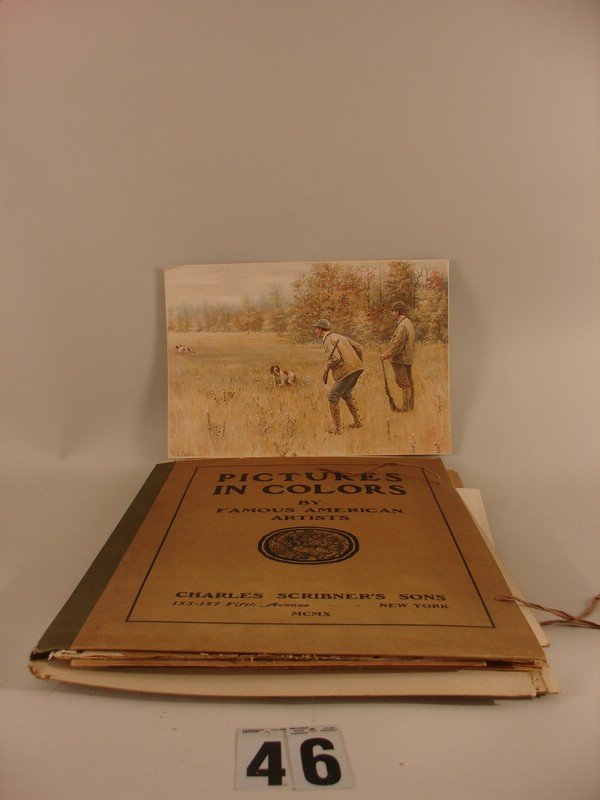 PICTURES
IN COLORS
BY
FAMOUS AMERICAN
ARTISTS
CHARLES SCRIBNER'S SONS
153-157 Fifth Avenue - NEW YORK
MCMX
46